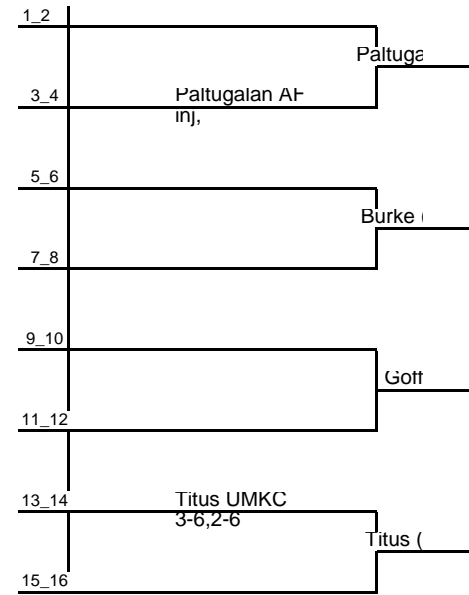 1_2
Paltuga
3_4
Paltugalan AF
inj,
5_6
Burke (
7_8
9_10
Goff
11_12
13_14
Titus UMKC
3-6,2-6
Titus (
15_16